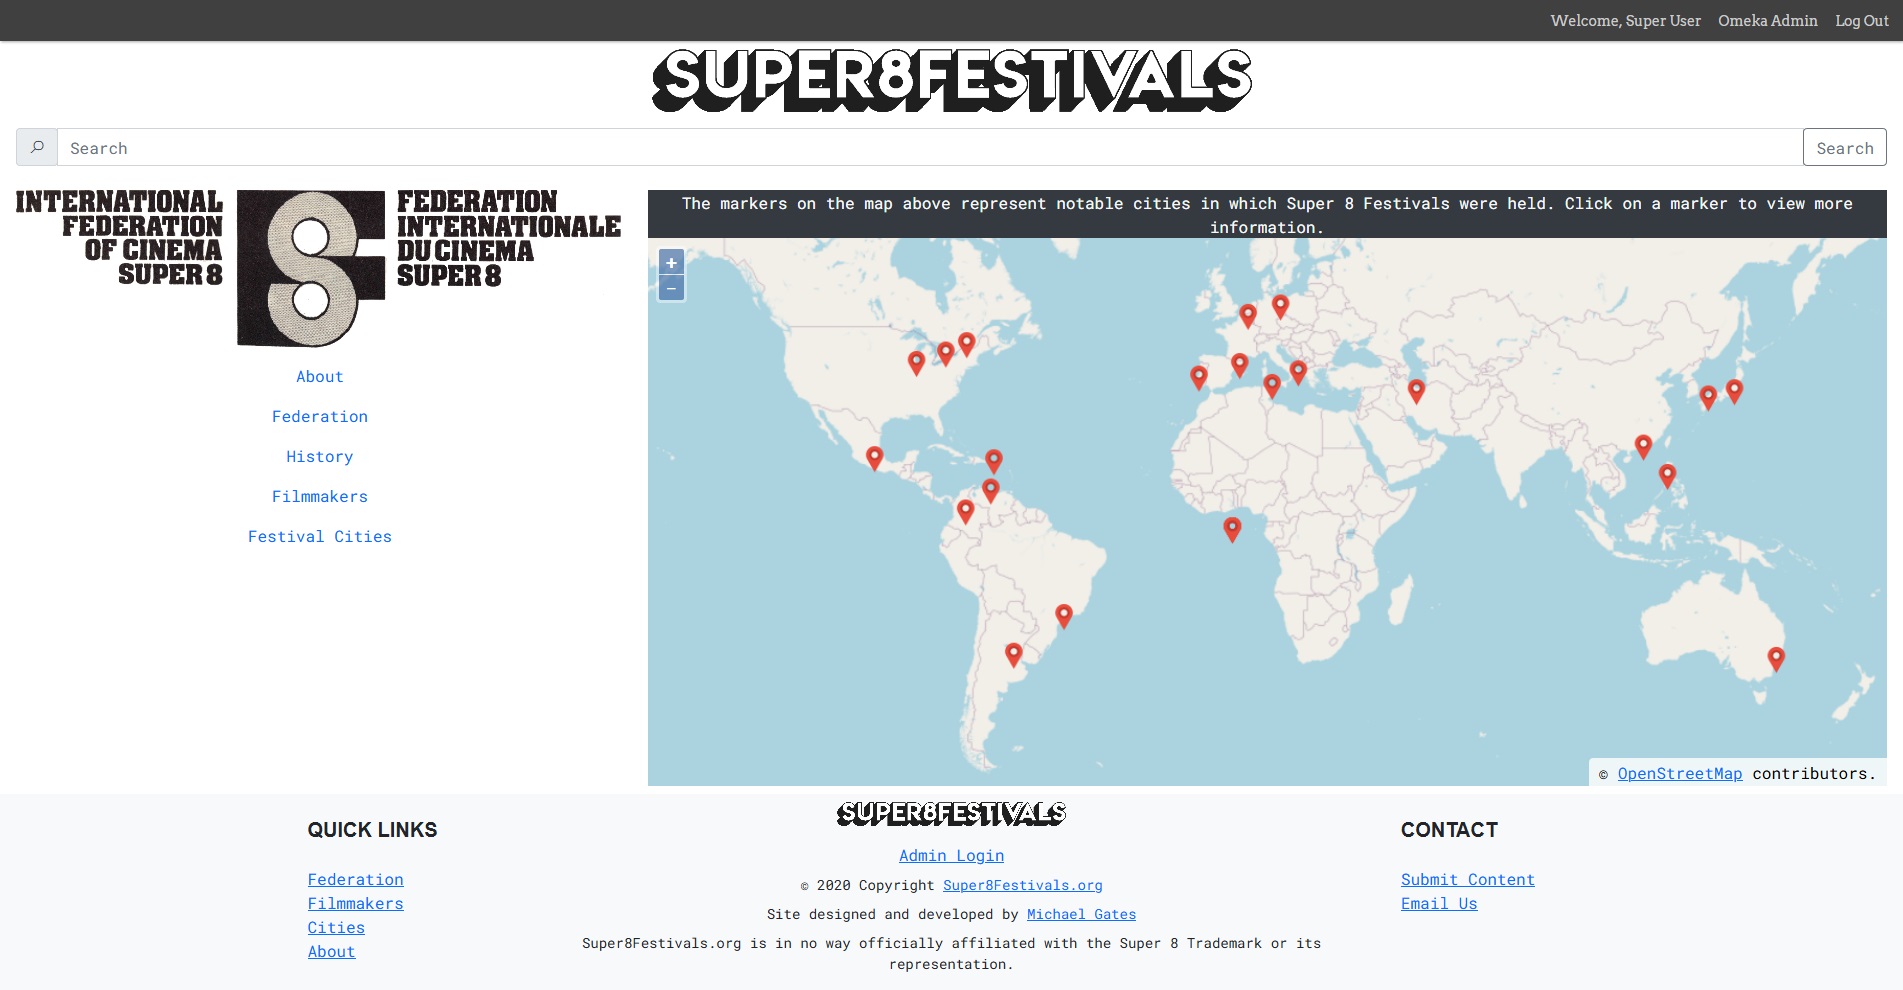 Welcome, Super User Omeka Admin Log Out
SUPER8FESTIVALS
Search Search
INTERNATIONAL
FEDERATION
OF CINEMA
SUPER 8
FEDERATION
INTERNATIONALE
DU CINEMA
SUPER 8
About
Federation
History
Filmmakers
Festival Cities
The markers on the map above represent notable cities in which Super 8 Festivals were held. Click on a marker to view more
information.
+
−
© OpenStreetMap contributors.
QUICK LINKS
Federation
Filmmakers
Cities
About
SUPER8FESTIVALS
Admin Login
© 2020 Copyright Super8Festivals.org
Site designed and developed by Michael Gates
Super8Festivals.org is in no way officially affiliated with the Super 8 Trademark or its
representation.
CONTACT
Submit Content
Email Us